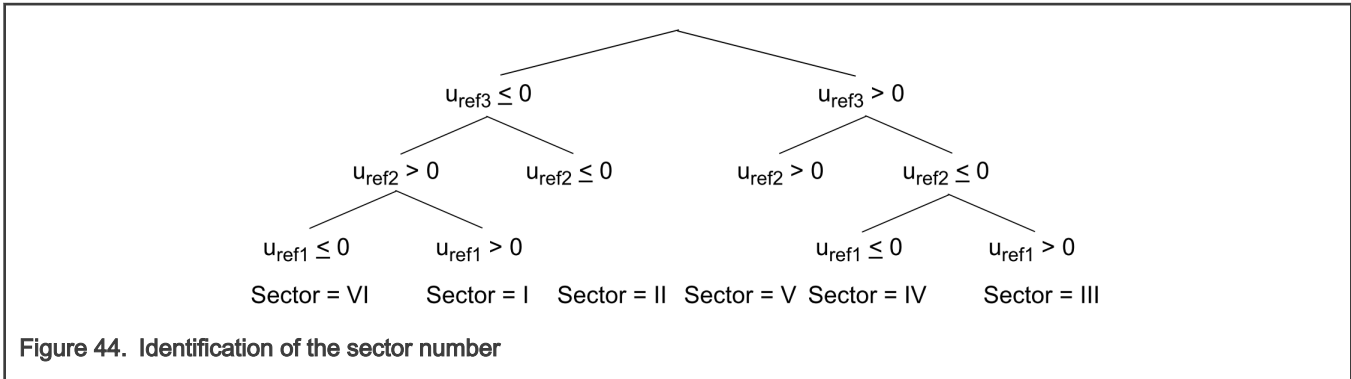 u_ref3 ≤ 0 u_ref3 > 0
u_ref2 > 0 u_ref2 ≤ 0 u_ref2 > 0 u_ref2 ≤ 0
u_ref1 ≤ 0 u_ref1 > 0 u_ref1 ≤ 0 u_ref1 > 0
Sector = VI Sector = I Sector = II Sector = V Sector = IV Sector = III
Figure 44. Identification of the sector number